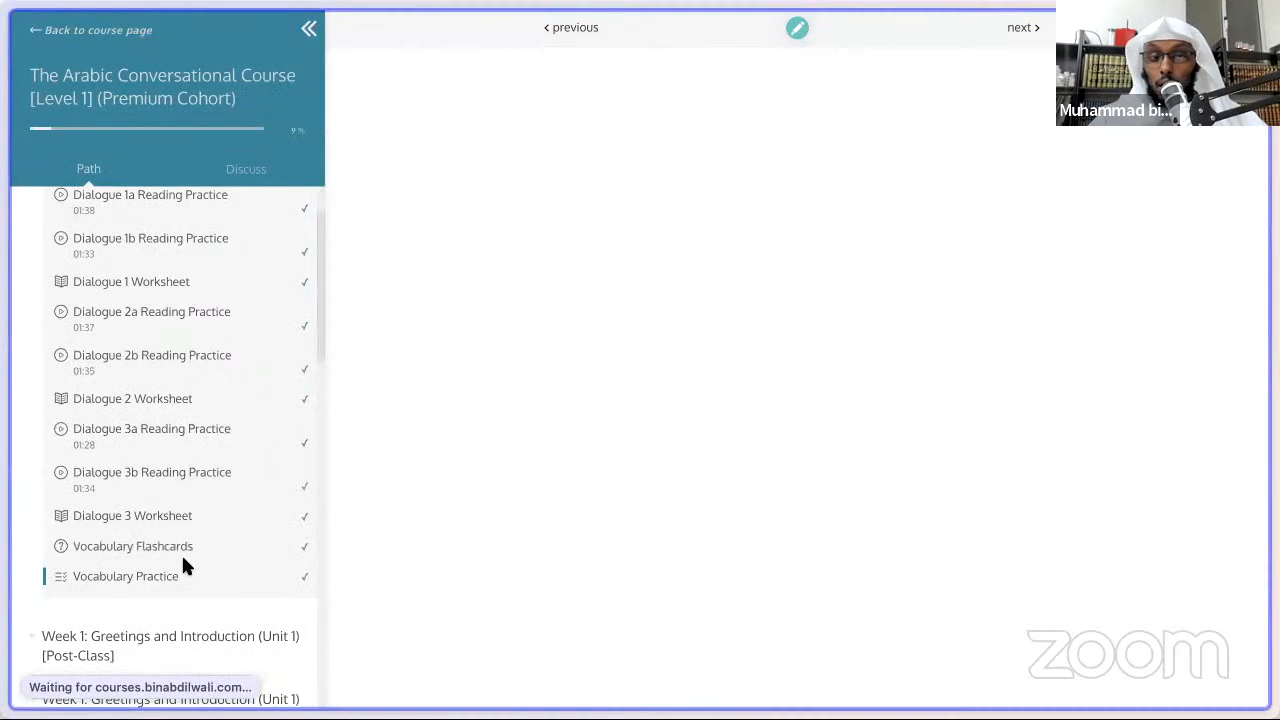 ← Back to course page
The Arabic Conversational Course
[Level 1] (Premium Cohort)
9 %
Path
Discuss
Dialogue 1a Reading Practice
01:38
Dialogue 1b Reading Practice
01:33
Dialogue 1 Worksheet
Dialogue 2a Reading Practice
01:37
Dialogue 2b Reading Practice
01:35
Dialogue 2 Worksheet
Dialogue 3a Reading Practice
01:28
Dialogue 3b Reading Practice
01:34
Dialogue 3 Worksheet
Vocabulary Flashcards
Vocabulary Practice
Week 1: Greetings and Introduction (Unit 1)
[Post-Class]
Waiting for courses.binabdilwali.com...
Week 1: Greetings and Introduction (Unit 1)
previous
next
Muhammad bi...
zoom